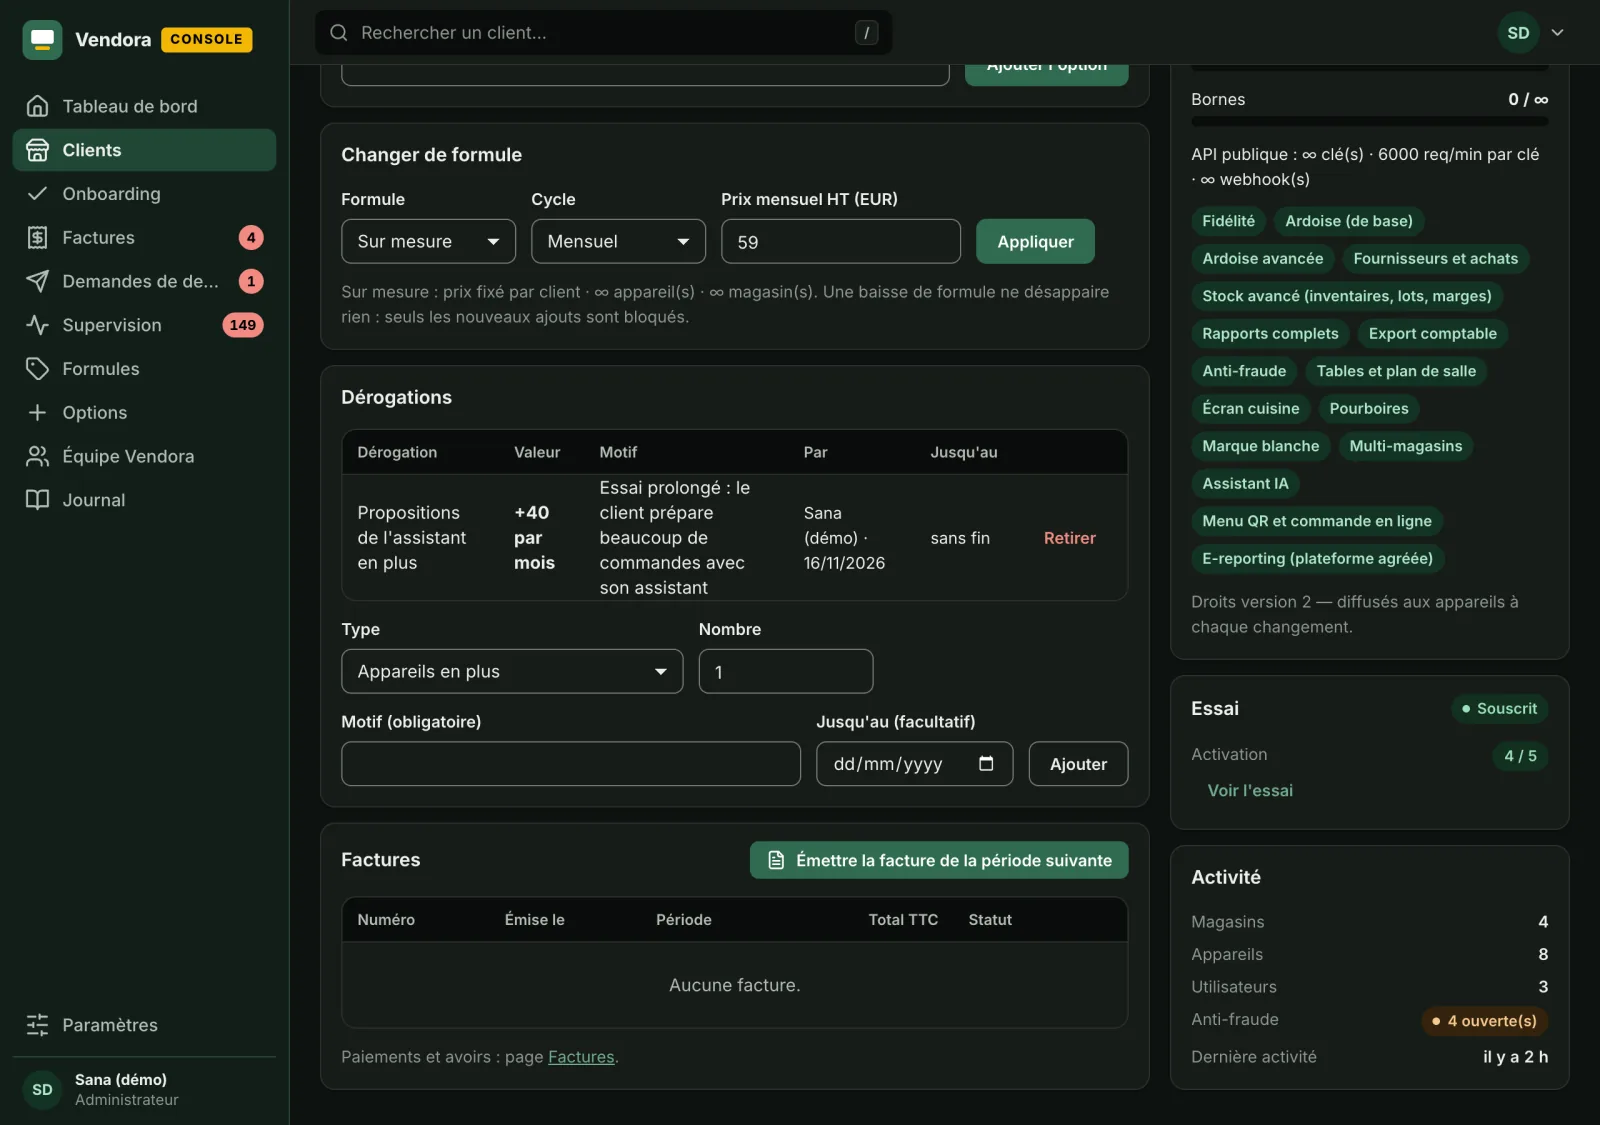 Vendora CONSOLE
Rechercher un client...
/
SD
Tableau de bord
Clients
Onboarding
Factures
4
Demandes de de...
1
Supervision
149
Formules
Options
Équipe Vendora
Journal
Paramètres
SD
Sana (démo)
Administrateur
Ajouter l'option
Changer de formule
Formule
Cycle
Prix mensuel HT (EUR)
Sur mesure
Mensuel
59
Appliquer
Sur mesure : prix fixé par client · ∞ appareil(s) · ∞ magasin(s). Une baisse de formule ne désappaire
rien : seuls les nouveaux ajouts sont bloqués.
Dérogations
Dérogation
Valeur
Motif
Par
Jusqu'au
Propositions
de l'assistant
en plus
+40
par
mois
Essai prolongé : le
client prépare
beaucoup de
commandes avec
son assistant
Sana
(démo) ·
16/11/2026
sans fin
Retirer
Type
Nombre
Appareils en plus
1
Motif (obligatoire)
Jusqu'au (facultatif)
dd/mm/yyyy
Ajouter
Factures
Émettre la facture de la période suivante
Numéro
Émise le
Période
Total TTC
Statut
Aucune facture.
Paiements et avoirs : page Factures.
Bornes
0 / ∞
API publique : ∞ clé(s) · 6000 req/min par clé
· ∞ webhook(s)
Fidélité
Ardoise (de base)
Ardoise avancée
Fournisseurs et achats
Stock avancé (inventaires, lots, marges)
Rapports complets
Export comptable
Anti-fraude
Tables et plan de salle
Écran cuisine
Pourboires
Marque blanche
Multi-magasins
Assistant IA
Menu QR et commande en ligne
E-reporting (plateforme agréée)
Droits version 2 — diffusés aux appareils à
chaque changement.
Essai
Souscrit
Activation
4 / 5
Voir l'essai
Activité
Magasins
4
Appareils
8
Utilisateurs
3
Anti-fraude
4 ouverte(s)
Dernière activité
il y a 2 h